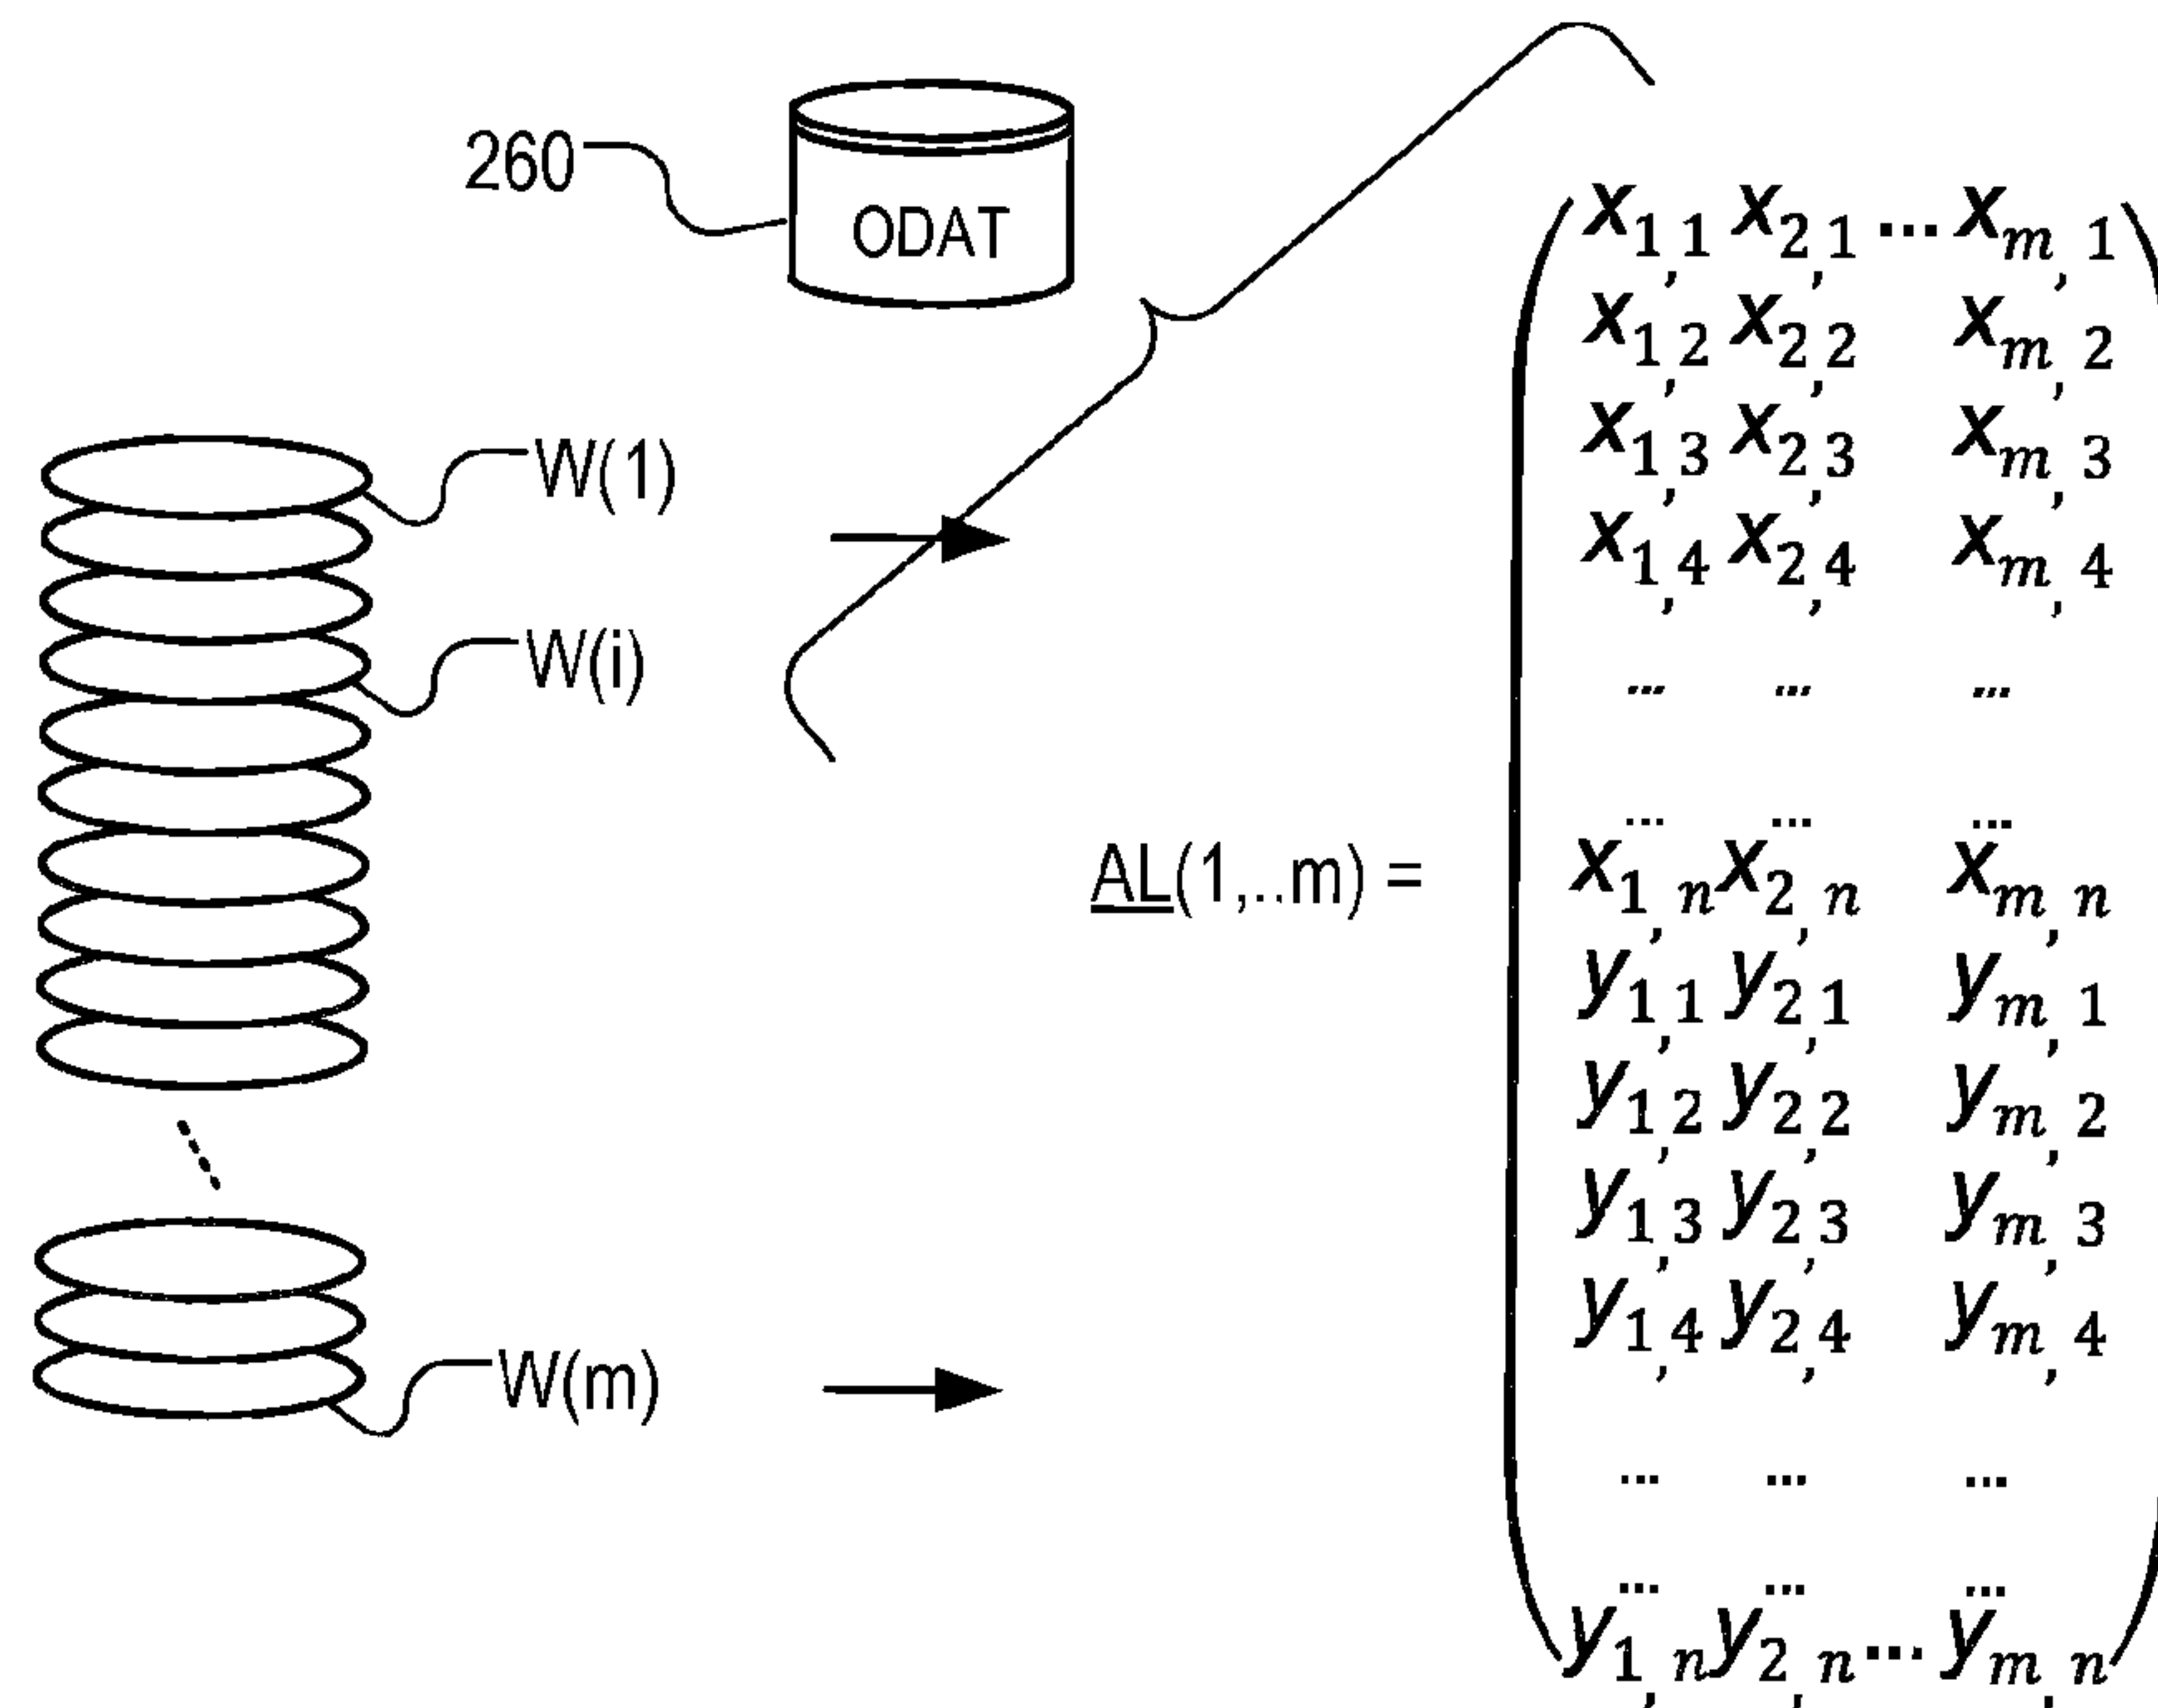 260
ODAT
W(1)
W(i)
W(m)
AL(1,..m) =
x1,1 x2,1 ... xm,1
x1,2 x2,2 xm,2
x1,3 x2,3 xm,3
x1,4 x2,4 xm,4
... ... ...
... ... ...
x1,n x2,n xm,n
y1,1 y2,1 ym,1
y1,2 y2,2 ym,2
y1,3 y2,3 ym,3
y1,4 y2,4 ym,4
... ... ...
... ... ...
y1,n y2,n ... ym,n